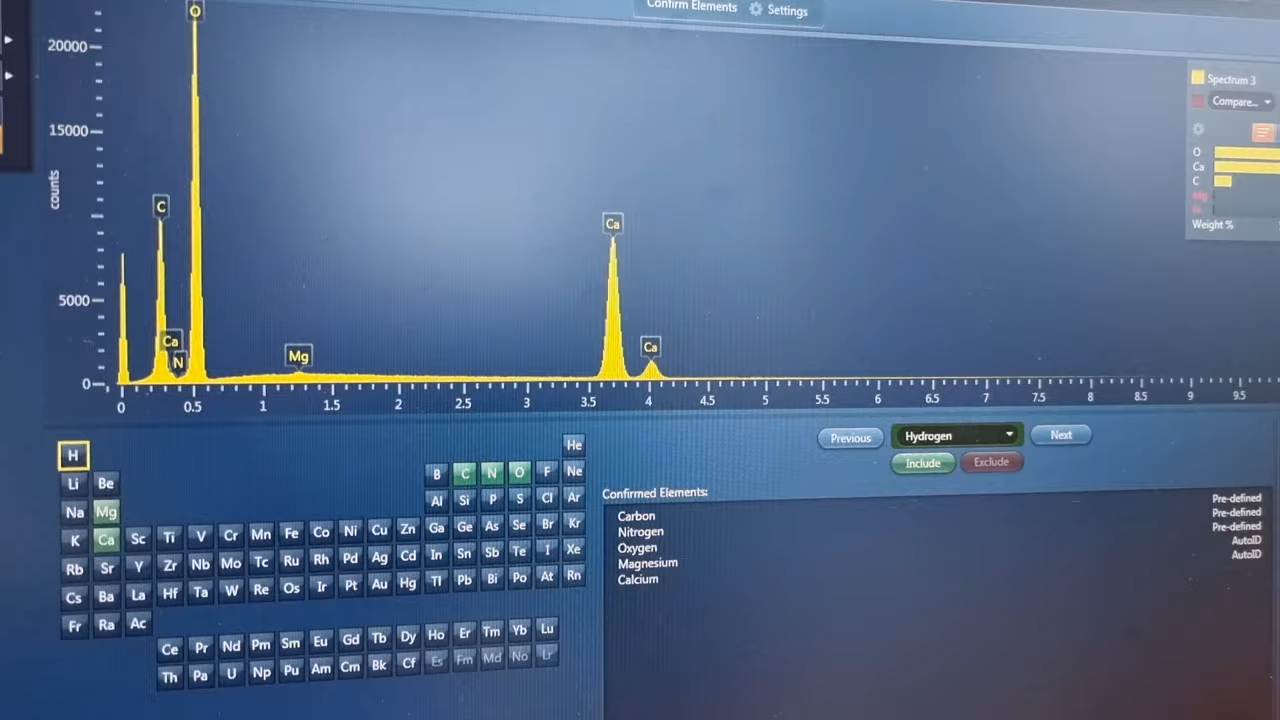 Confirm Elements Settings
20000
15000
5000
0
counts
O
C
Ca
N
Mg
Ca
Ca
0 0.5 1 1.5 2 2.5 3 3.5 4 4.5 5 5.5 6 6.5 7 7.5 8 8.5 9 9.5
Spectrum 3
Compare...
O
Ca
C
Mg
Weight %
H He
Li Be B C N O F Ne
Na Mg Al Si P S Cl Ar
K Ca Sc Ti V Cr Mn Fe Co Ni Cu Zn Ga Ge As Se Br Kr
Rb Sr Y Zr Nb Mo Tc Ru Rh Pd Ag Cd In Sn Sb Te I Xe
Cs Ba La Hf Ta W Re Os Ir Pt Au Hg Tl Pb Bi Po At Rn
Fr Ra Ac
Ce Pr Nd Pm Sm Eu Gd Tb Dy Ho Er Tm Yb Lu
Th Pa U Np Pu Am Cm Bk Cf Es Fm Md No Lr
Previous Hydrogen Next
Include Exclude
Confirmed Elements:
Carbon Pre-defined
Nitrogen Pre-defined
Oxygen Pre-defined
Magnesium AutoID
Calcium AutoID